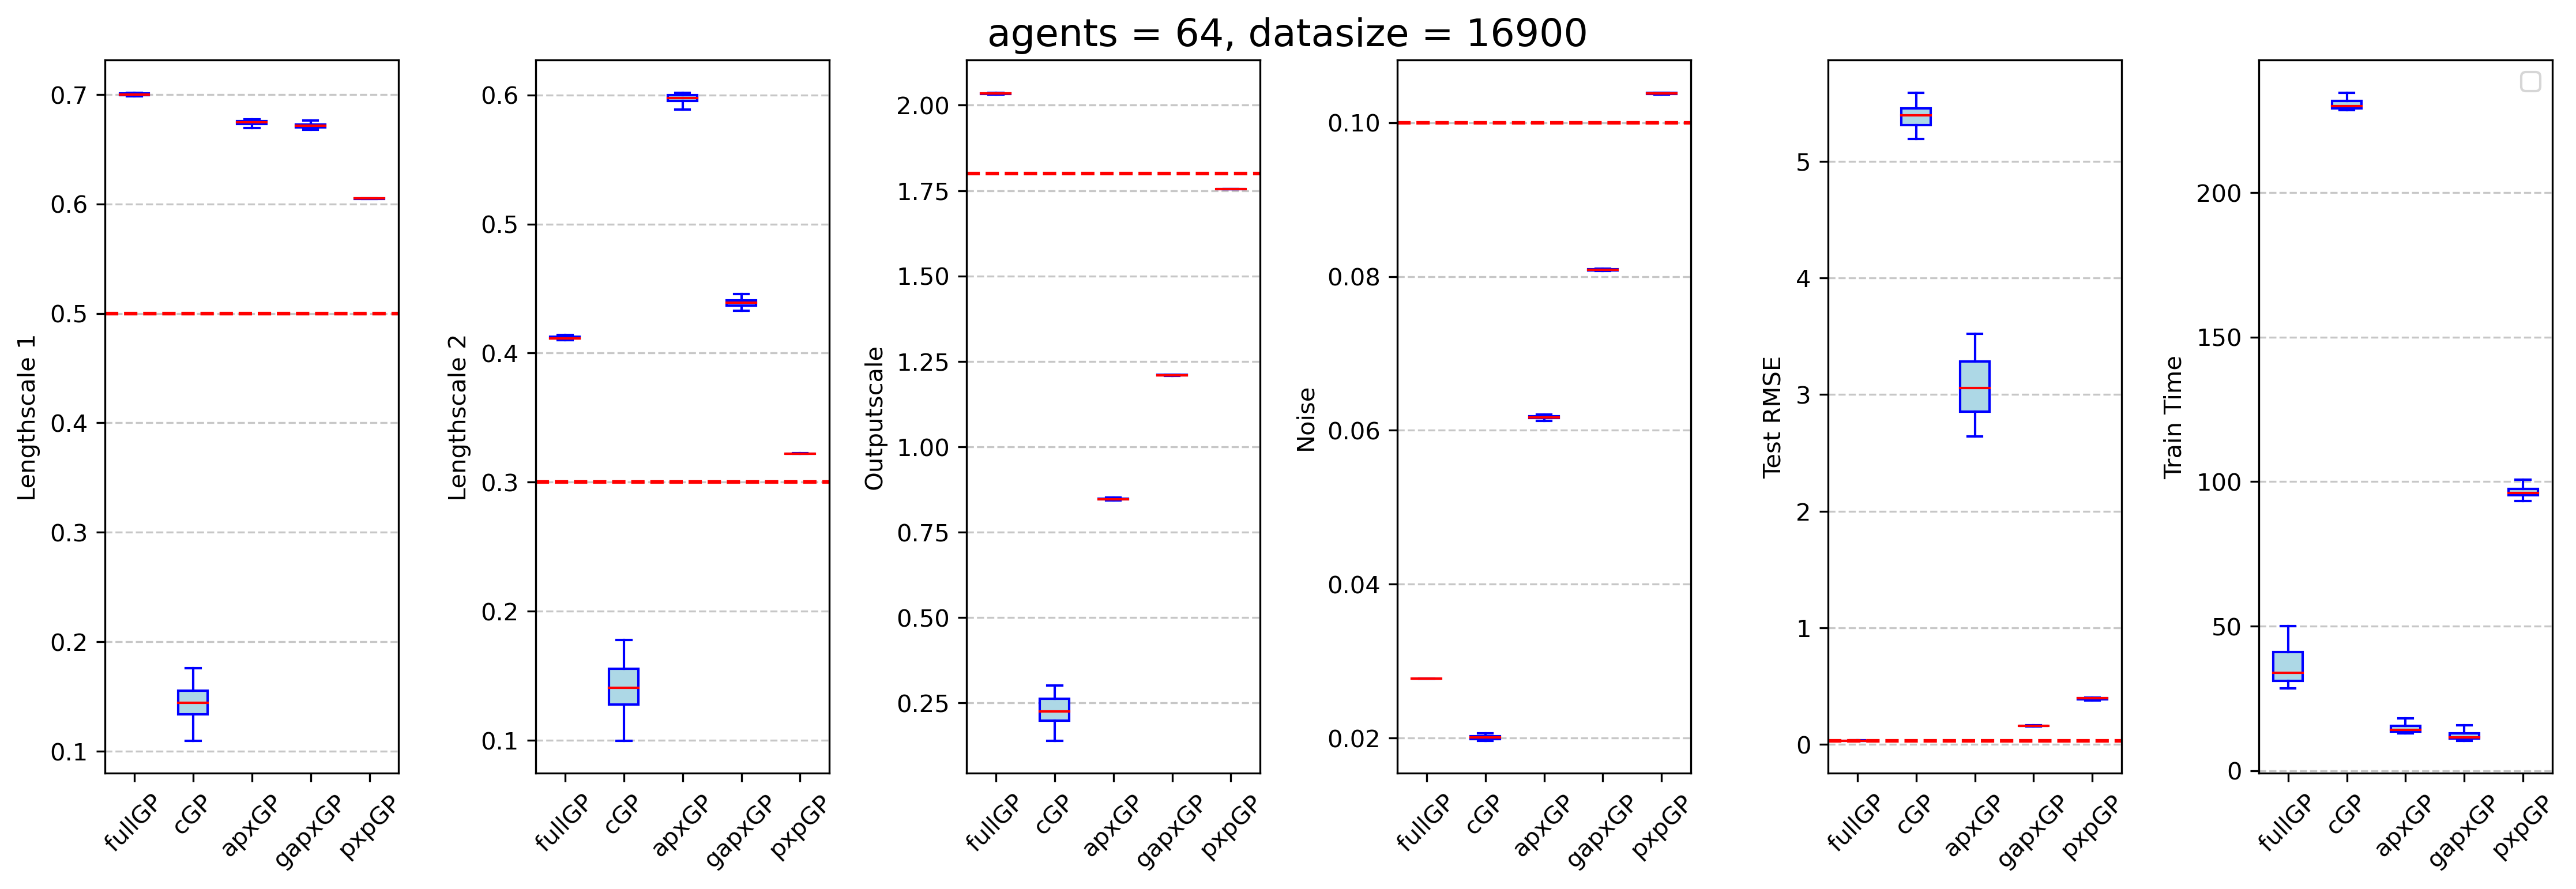 agents = 64, datasize = 16900
Lengthscale 1
0.7
0.6
0.5
0.4
0.3
0.2
0.1
fullGP
cGP
apxGP
gapxGP
pxpGP
Lengthscale 2
0.6
0.5
0.4
0.3
0.2
0.1
fullGP
cGP
apxGP
gapxGP
pxpGP
Outputscale
2.00
1.75
1.50
1.25
1.00
0.75
0.50
0.25
fullGP
cGP
apxGP
gapxGP
pxpGP
Noise
0.10
0.08
0.06
0.04
0.02
fullGP
cGP
apxGP
gapxGP
pxpGP
Test RMSE
5
4
3
2
1
0
fullGP
cGP
apxGP
gapxGP
pxpGP
Train Time
200
150
100
50
0
fullGP
cGP
apxGP
gapxGP
pxpGP